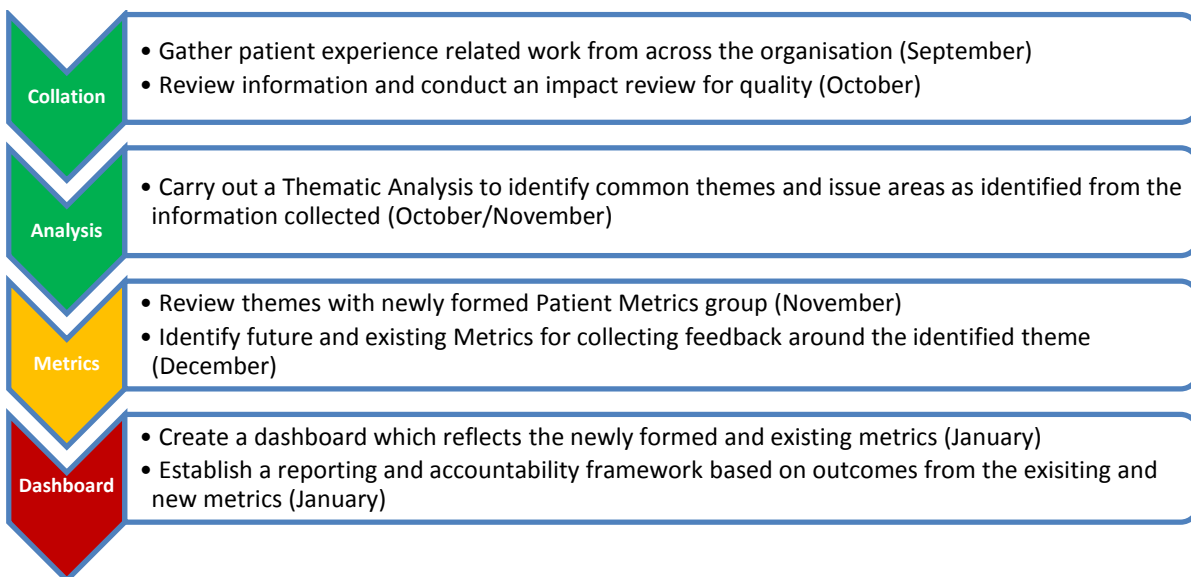 Collation
• Gather patient experience related work from across the organisation (September)
• Review information and conduct an impact review for quality (October)
Analysis
• Carry out a Thematic Analysis to identify common themes and issue areas as identified from the
information collected (October/November)
Metrics
• Review themes with newly formed Patient Metrics group (November)
• Identify future and existing Metrics for collecting feedback around the identified theme
(December)
Dashboard
• Create a dashboard which reflects the newly formed and existing metrics (January)
• Establish a reporting and accountability framework based on outcomes from the exisiting and
new metrics (January)